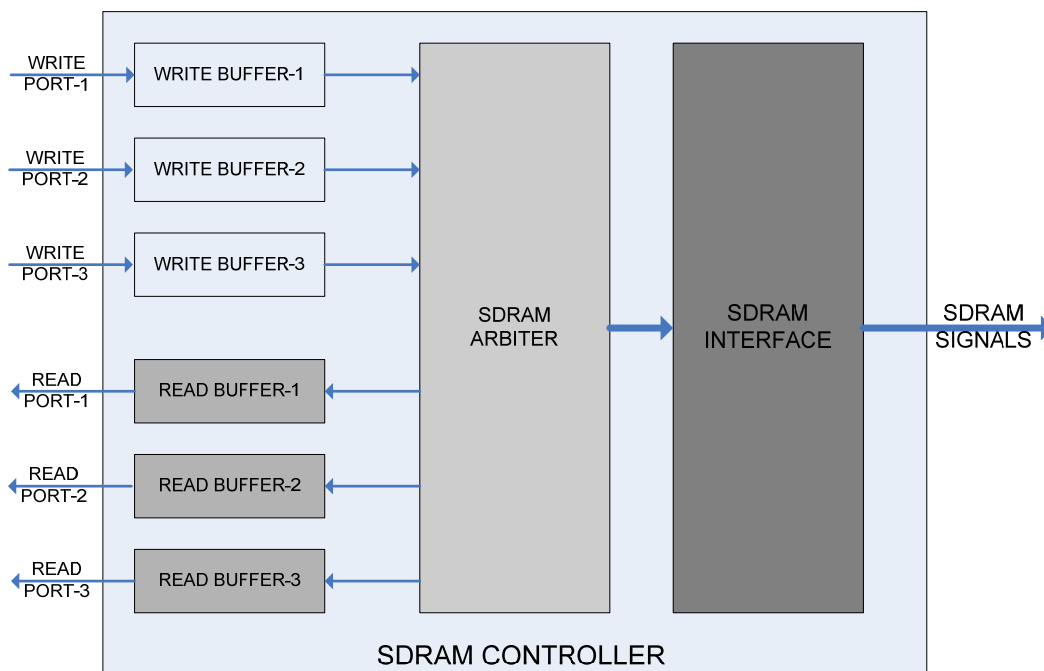 WRITE
PORT-1
WRITE BUFFER-1
WRITE
PORT-2
WRITE BUFFER-2
WRITE
PORT-3
WRITE BUFFER-3
READ
PORT-1
READ BUFFER-1
READ
PORT-2
READ BUFFER-2
READ
PORT-3
READ BUFFER-3
SDRAM
ARBITER
SDRAM
INTERFACE
SDRAM
SIGNALS
SDRAM CONTROLLER